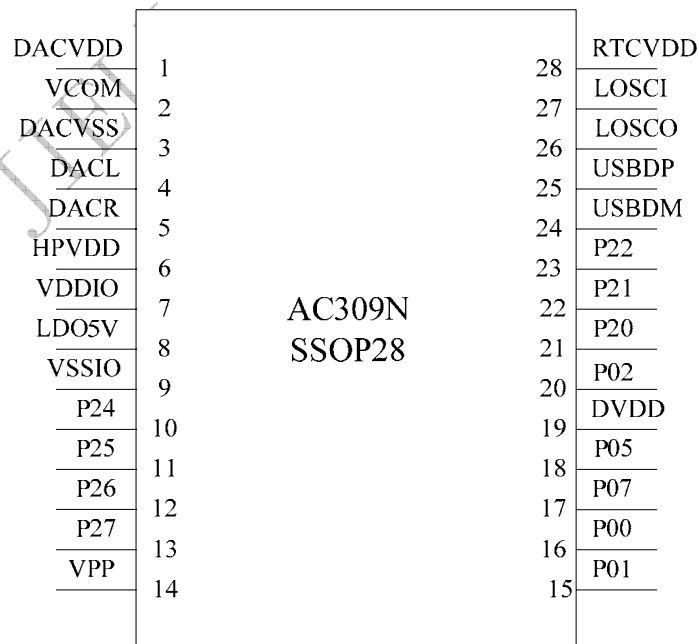 DACVDD 1 28 RTCVDD
VCOM 2 27 LOSCI
DACVSS 3 26 LOSCO
DACL 4 25 USBDP
DACR 5 24 USBDM
HPVDD 6 23 P22
VDDIO 7 22 P21
LDO5V 8 21 P20
VSSIO 9 20 P02
P24 10 19 DVDD
P25 11 18 P05
P26 12 17 P07
P27 13 16 P00
VPP 14 15 P01
AC309N
SSOP28